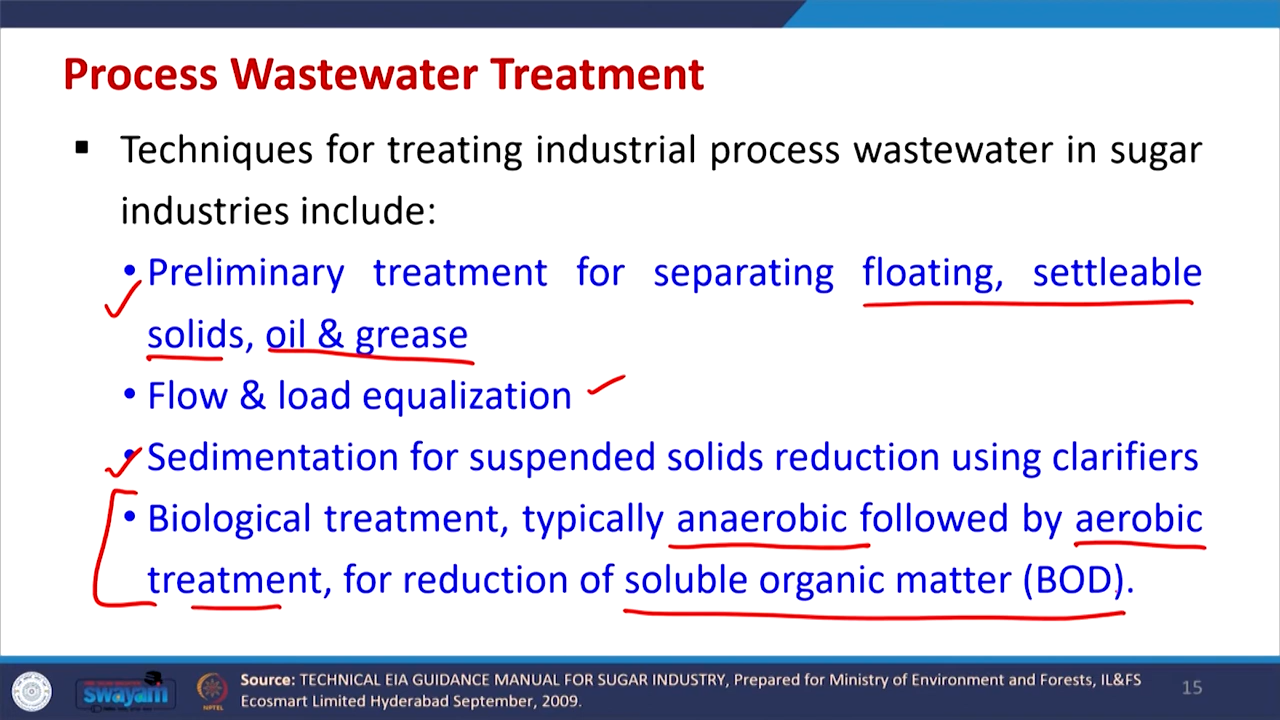 Process Wastewater Treatment
▪ Techniques for treating industrial process wastewater in sugar
industries include:
• Preliminary treatment for separating floating, settleable
solids, oil & grease
• Flow & load equalization
• Sedimentation for suspended solids reduction using clarifiers
• Biological treatment, typically anaerobic followed by aerobic
treatment, for reduction of soluble organic matter (BOD).
swayam
NPTEL
Source: TECHNICAL EIA GUIDANCE MANUAL FOR SUGAR INDUSTRY, Prepared for Ministry of Environment and Forests, IL&FS
Ecosmart Limited Hyderabad September, 2009.
15